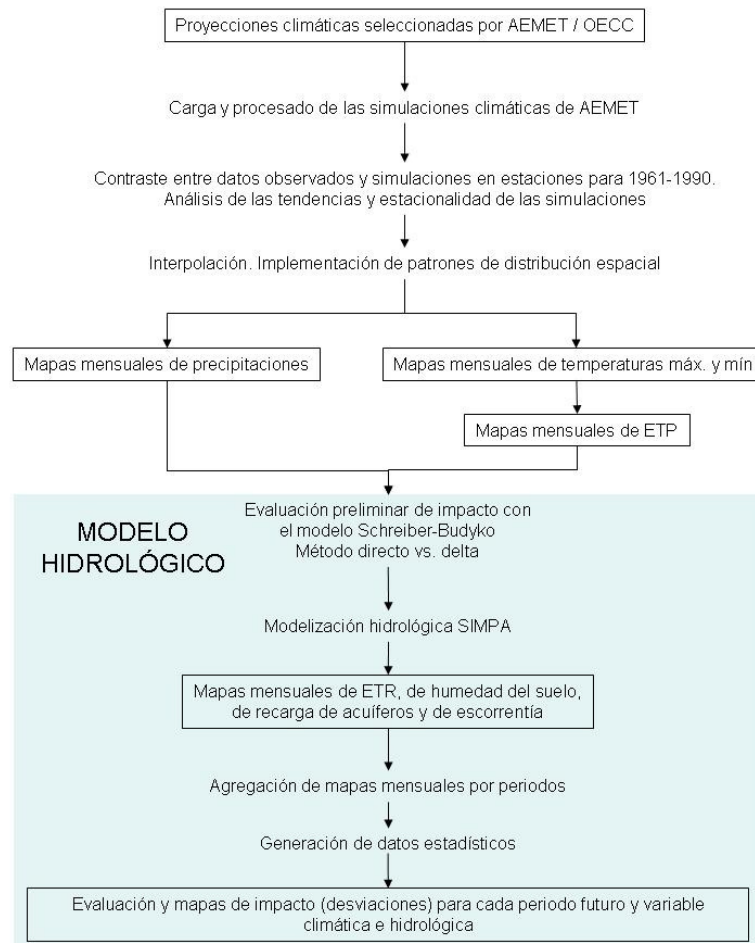 Proyecciones climáticas seleccionadas por AEMET / OECC
Carga y procesado de las simulaciones climáticas de AEMET
Contraste entre datos observados y simulaciones en estaciones para 1961-1990.
Análisis de las tendencias y estacionalidad de las simulaciones
Interpolación. Implementación de patrones de distribución espacial
Mapas mensuales de precipitaciones
Mapas mensuales de temperaturas máx. y mín
Mapas mensuales de ETP
MODELO
HIDROLÓGICO
Evaluación preliminar de impacto con
el modelo Schreiber-Budyko
Método directo vs. delta
Modelización hidrológica SIMPA
Mapas mensuales de ETR, de humedad del suelo,
de recarga de acuíferos y de escorrentía
Agregación de mapas mensuales por periodos
Generación de datos estadísticos
Evaluación y mapas de impacto (desviaciones) para cada periodo futuro y variable
climática e hidrológica